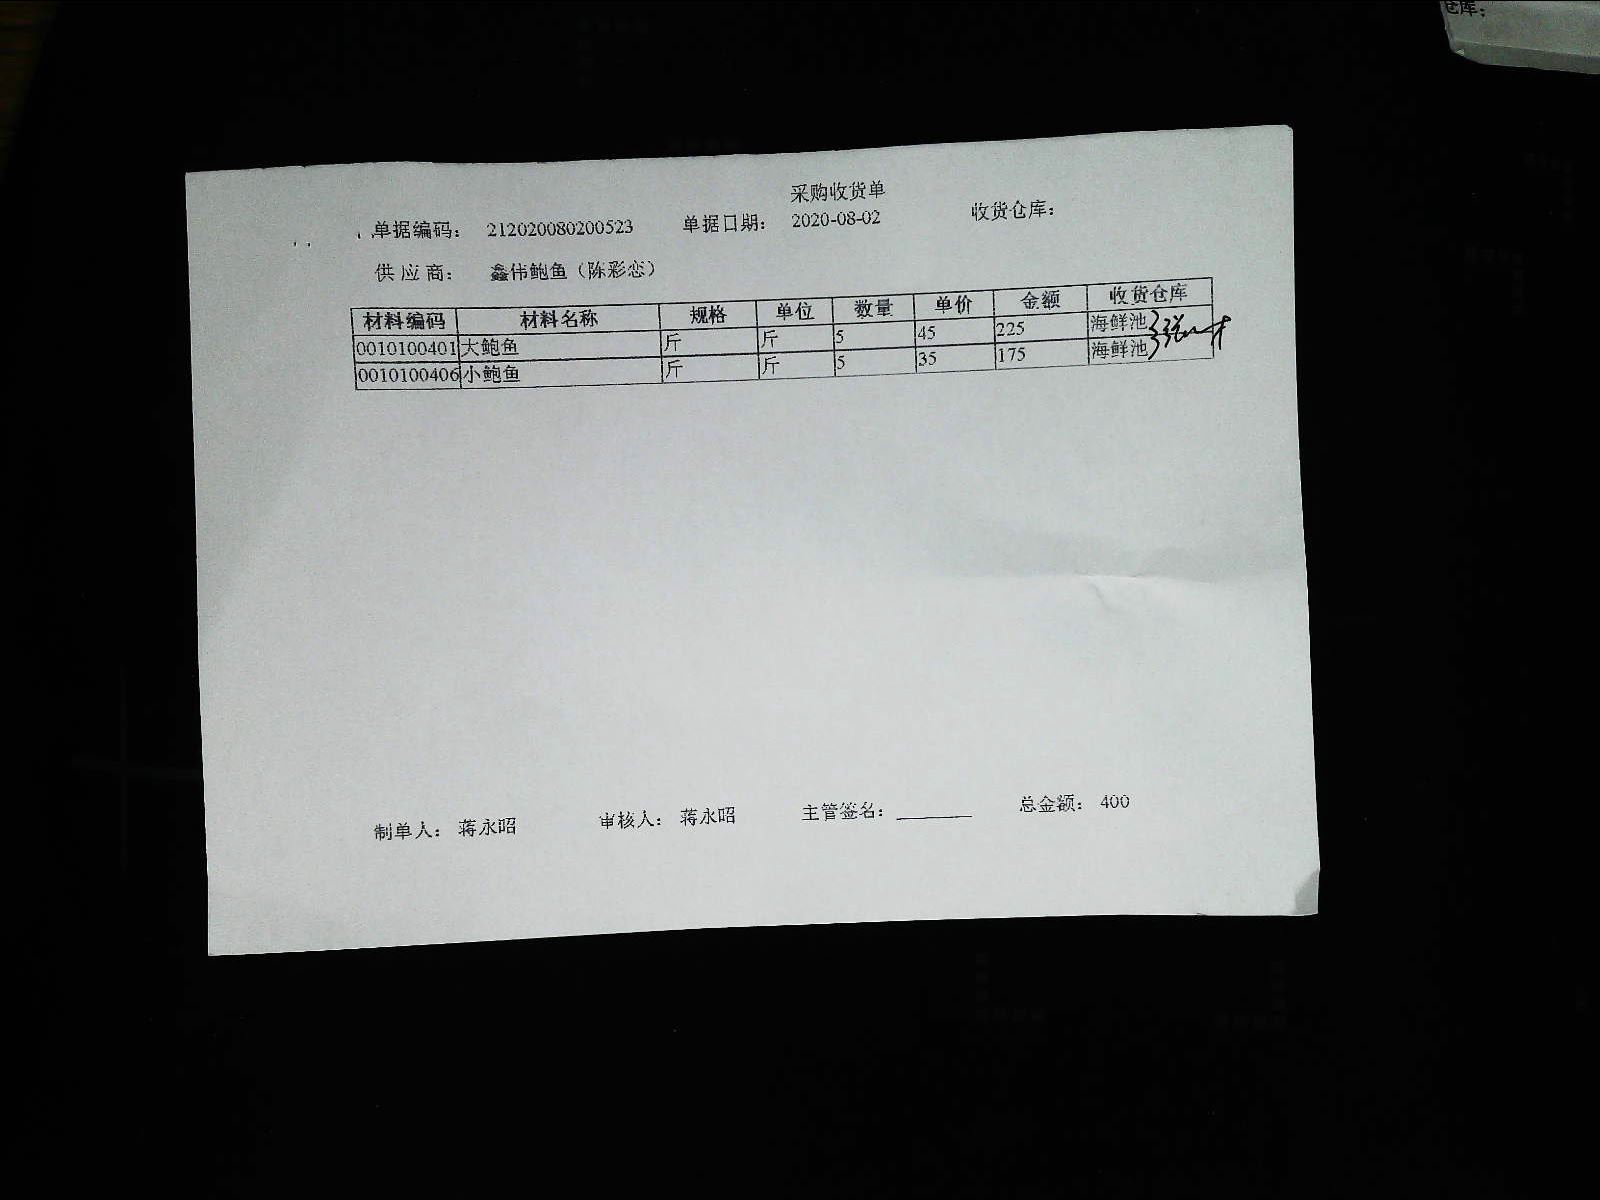 仓库：
采购收货单
单据编码： 212020080200523 单据日期： 2020-08-02 收货仓库：
供 应 商： 鑫伟鲍鱼（陈彩恋）
材料编码 材料名称 规格 单位 数量 单价 金额 收货仓库
0010100401 大鲍鱼 斤 斤 5 45 225 海鲜池
0010100406 小鲍鱼 斤 斤 5 35 175 海鲜池
制单人： 蒋永昭 审核人： 蒋永昭 主管签名： 总金额： 400